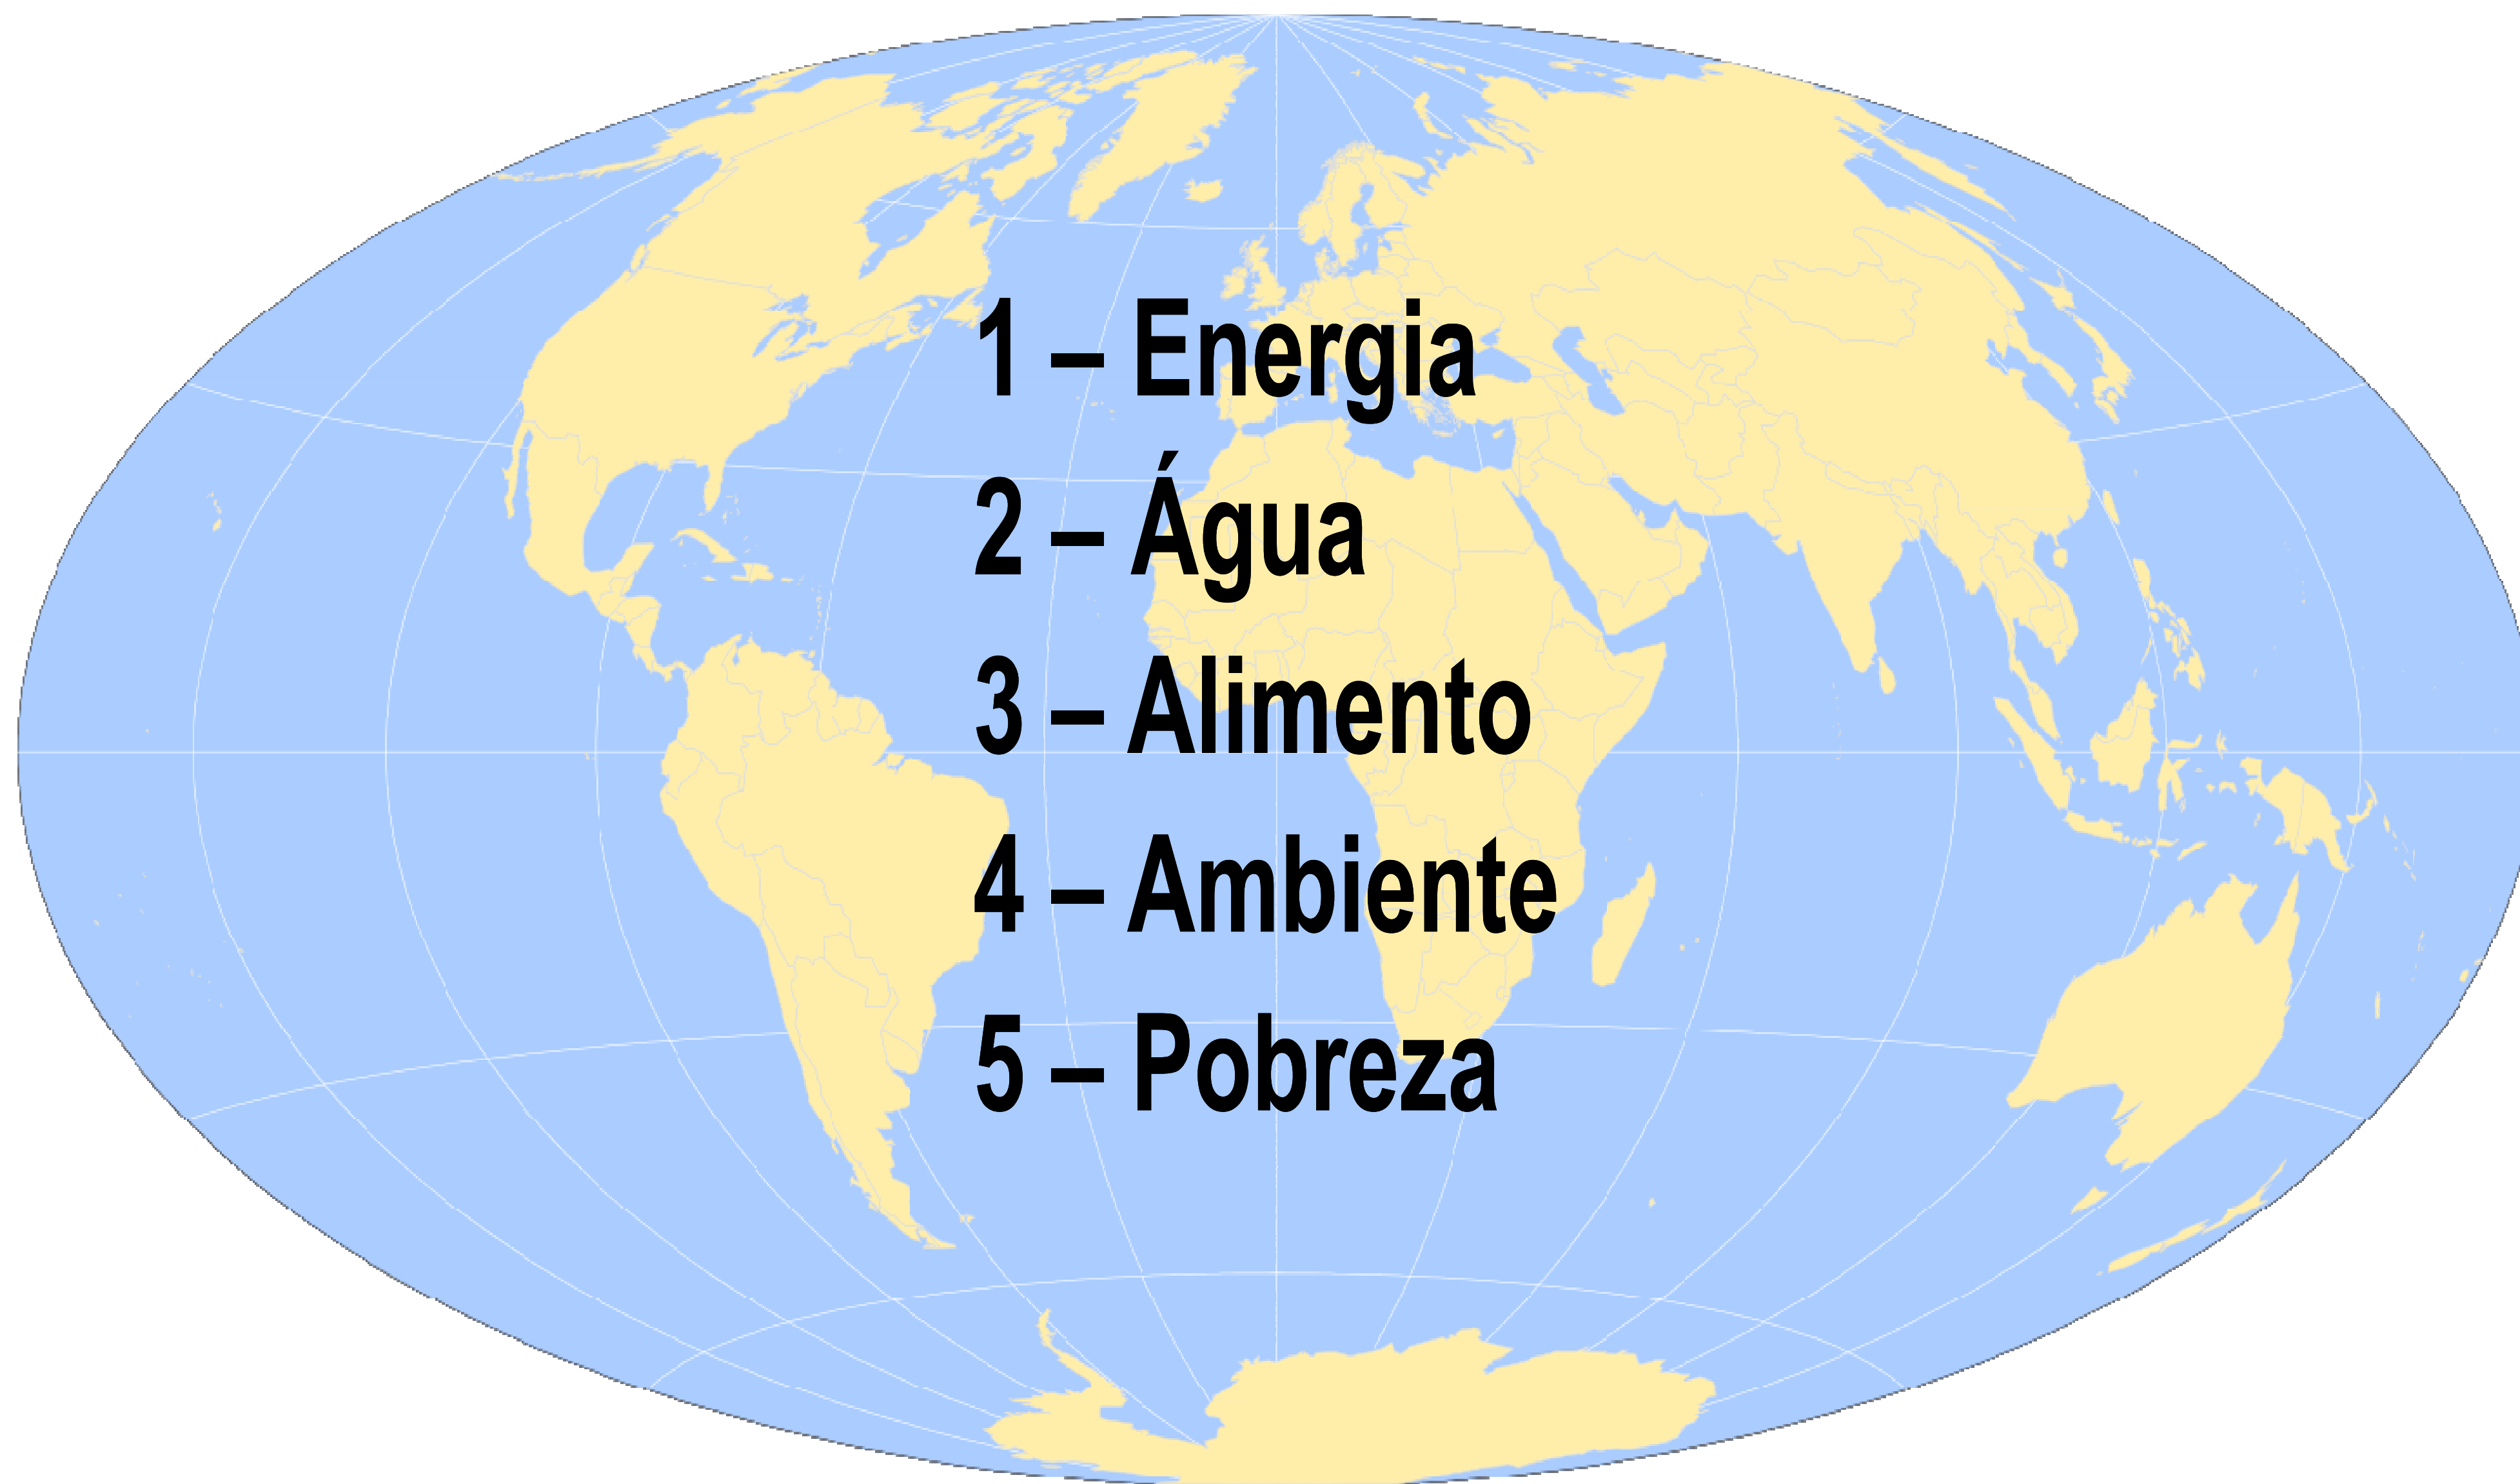 1 – Energia
2 – Água
3 – Alimento
4 – Ambiente
5 – Pobreza